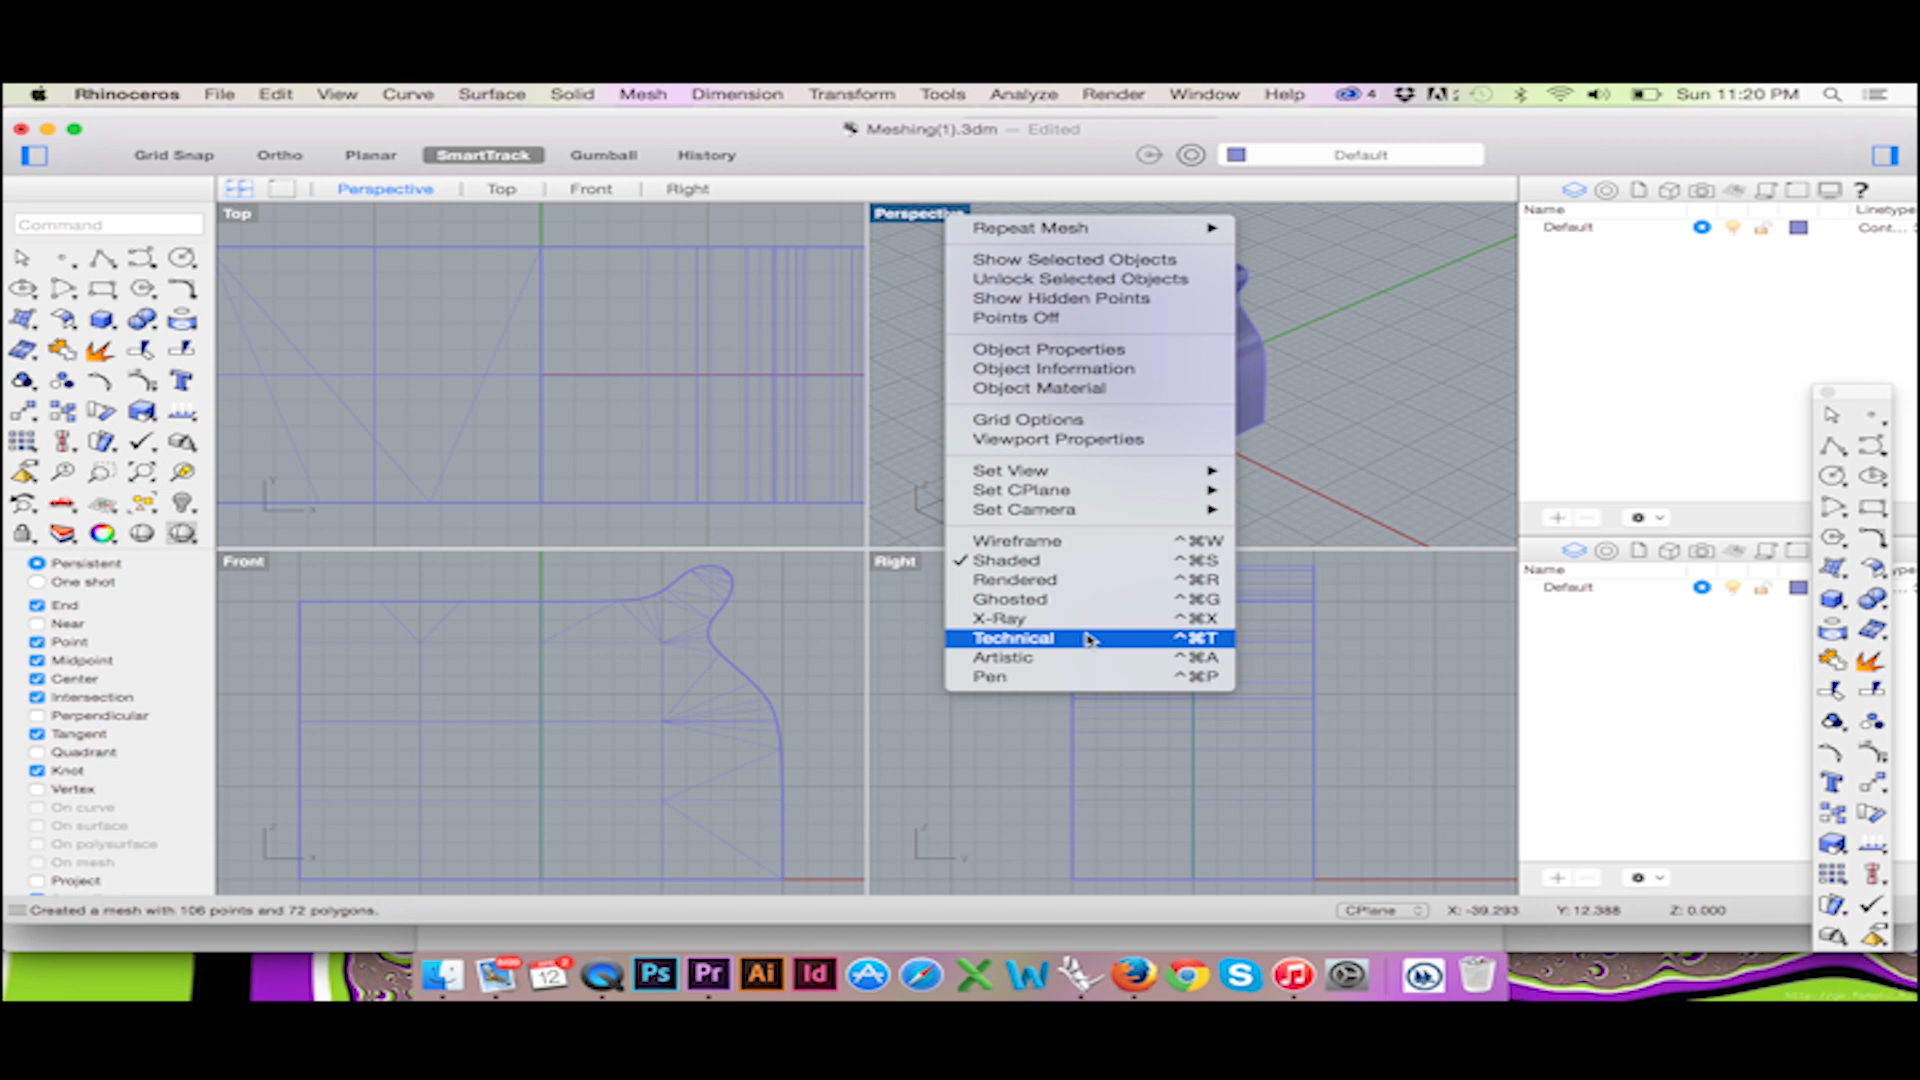 Rhinoceros File Edit View Curve Surface Solid Mesh Dimension Transform Tools Analyze Render Window Help 4 Sun 11:20 PM
Meshing(1).3dm — Edited
Grid Snap Ortho Planar SmartTrack Gumball History Default
Perspective Top Front Right
Command
Persistent
One shot
End
Near
Point
Midpoint
Center
Intersection
Perpendicular
Tangent
Quadrant
Knot
Vertex
On curve
On surface
On polysurface
On mesh
Project
Top
z x
Perspective
Repeat Mesh
Show Selected Objects
Unlock Selected Objects
Show Hidden Points
Points Off
Object Properties
Object Information
Object Material
Grid Options
Viewport Properties
Set View
Set CPlane
Set Camera
Wireframe ^⌘W
Shaded ^⌘S
Rendered ^⌘R
Ghosted ^⌘G
X-Ray ^⌘X
Technical ^⌘T
Artistic ^⌘A
Pen ^⌘P
Front
z x
Right
z y
Name Linetype
Default Cont...
Name ype
Default ...
Created a mesh with 106 points and 72 polygons.
CPlane X: -39.293 Y: 12.388 Z: 0.000
12 2 Ps Pr Ai Id